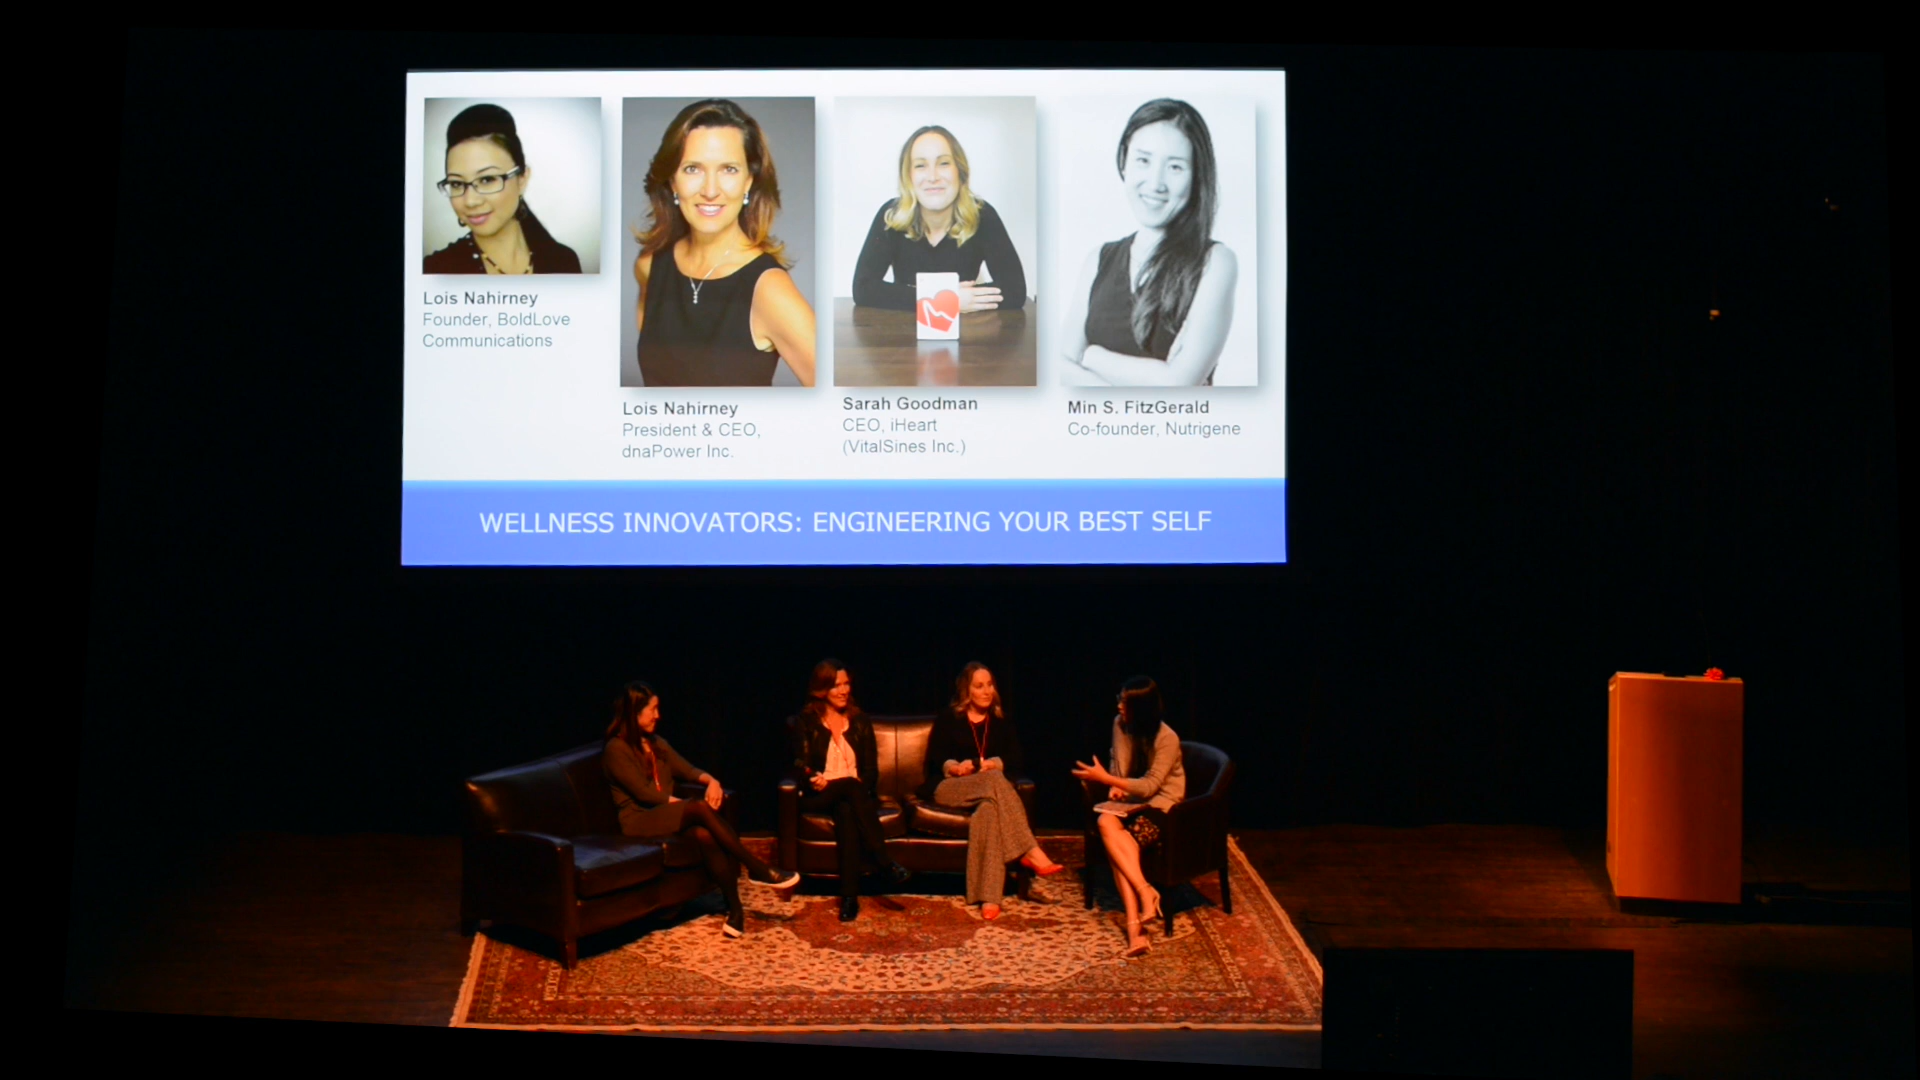 Lois Nahirney
Founder, BoldLove
Communications
Lois Nahirney
President & CEO,
dnaPower Inc.
Sarah Goodman
CEO, iHeart
(VitalSines Inc.)
Min S. FitzGerald
Co-founder, Nutrigene
WELLNESS INNOVATORS: ENGINEERING YOUR BEST SELF